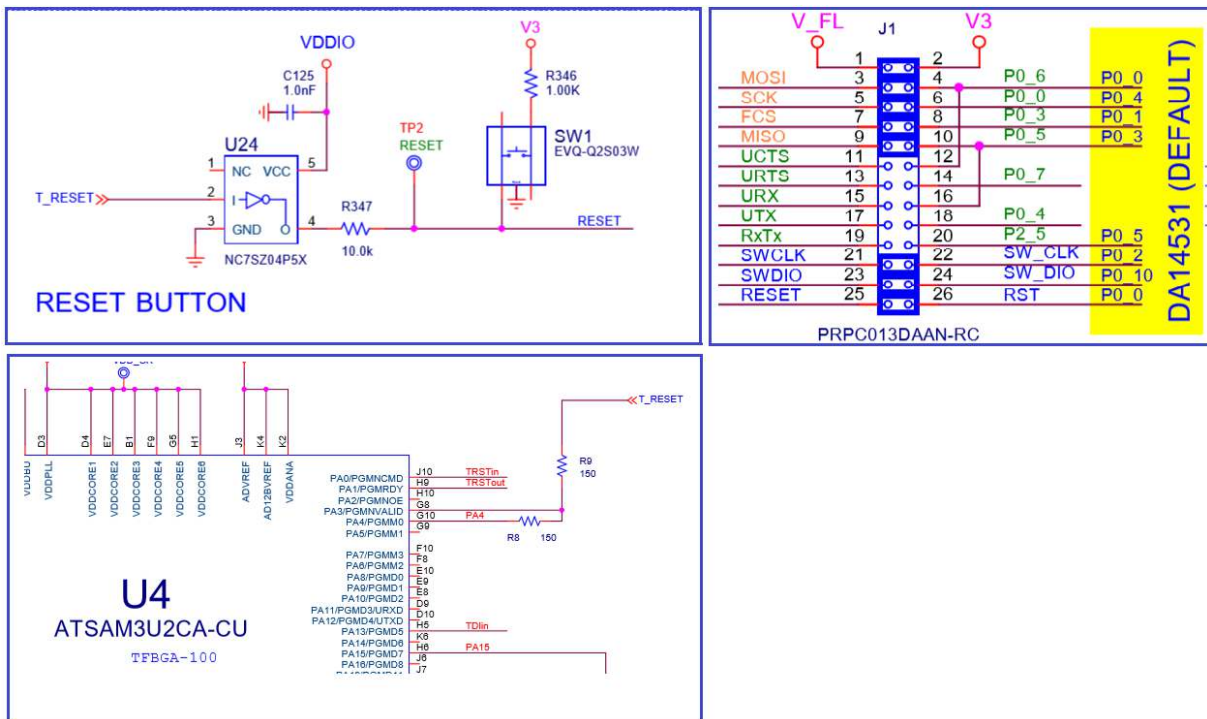 VDDIO
C125
1.0nF
U24
1 NC VCC 5
T_RESET 2 I
3 GND O 4
NC7SZ04P5X
R347
10.0k
TP2
RESET
V3
R346
1.00K
SW1
EVQ-Q2S03W
RESET
RESET BUTTON
V_FL J1 V3
1 2
MOSI 3 4 P0_6 P0_0
SCK 5 6 P0_0 P0_4
FCS 7 8 P0_3 P0_1
MISO 9 10 P0_5 P0_3
UCTS 11 12
URTS 13 14 P0_7
URX 15 16
UTX 17 18 P0_4
RxTx 19 20 P2_5 P0_5
SWCLK 21 22 SW_CLK P0_2
SWDIO 23 24 SW_DIO P0_10
RESET 25 26 RST P0_0
PRPC013DAAN-RC
DA14531 (DEFAULT)
D3 D4 E7 B1 F9 G5 H1 J3 K4 K2
VDDBU
VDDPLL
VDDCORE1
VDDCORE2
VDDCORE3
VDDCORE4
VDDCORE5
VDDCORE6
ADVREF
AD12BVREF
VDDANA
T_RESET
R9
150
PA0/PGMNCMD J10 TRSTin
PA1/PGMRDY H9 TRSTout
PA2/PGMNOE H10
PA3/PGMNVALID G8
PA4/PGMM0 G10 PA4
PA5/PGMM1 G9
R8 150
PA7/PGMM3 F10
PA6/PGMM2 F8
PA8/PGMD0 E10
PA9/PGMD1 E9
PA10/PGMD2 E8
PA11/PGMD3/URXD D9
PA12/PGMD4/UTXD D10
PA13/PGMD5 H5 TDIin
PA14/PGMD6 K6
PA15/PGMD7 H6 PA15
PA16/PGMD8 J6
J7
U4
ATSAM3U2CA-CU
TFBGA-100